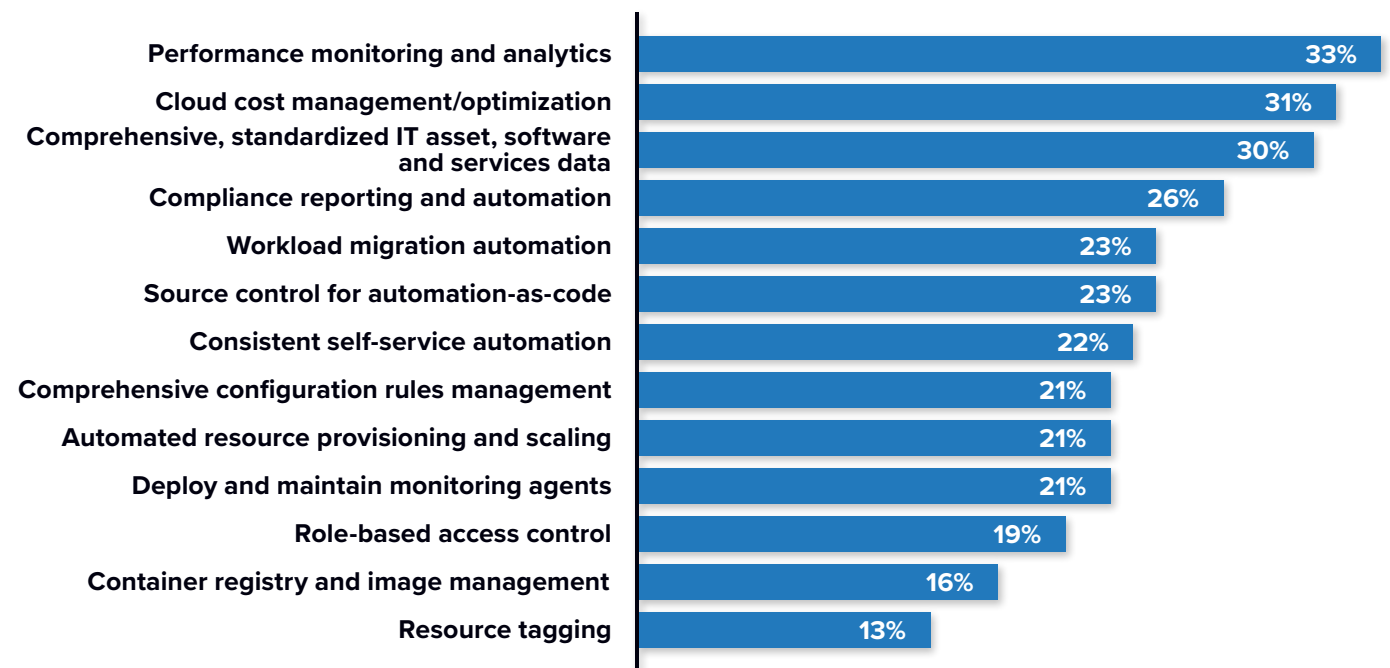 Performance monitoring and analytics 33%
Cloud cost management/optimization 31%
Comprehensive, standardized IT asset, software
and services data 30%
Compliance reporting and automation 26%
Workload migration automation 23%
Source control for automation-as-code 23%
Consistent self-service automation 22%
Comprehensive configuration rules management 21%
Automated resource provisioning and scaling 21%
Deploy and maintain monitoring agents 21%
Role-based access control 19%
Container registry and image management 16%
Resource tagging 13%